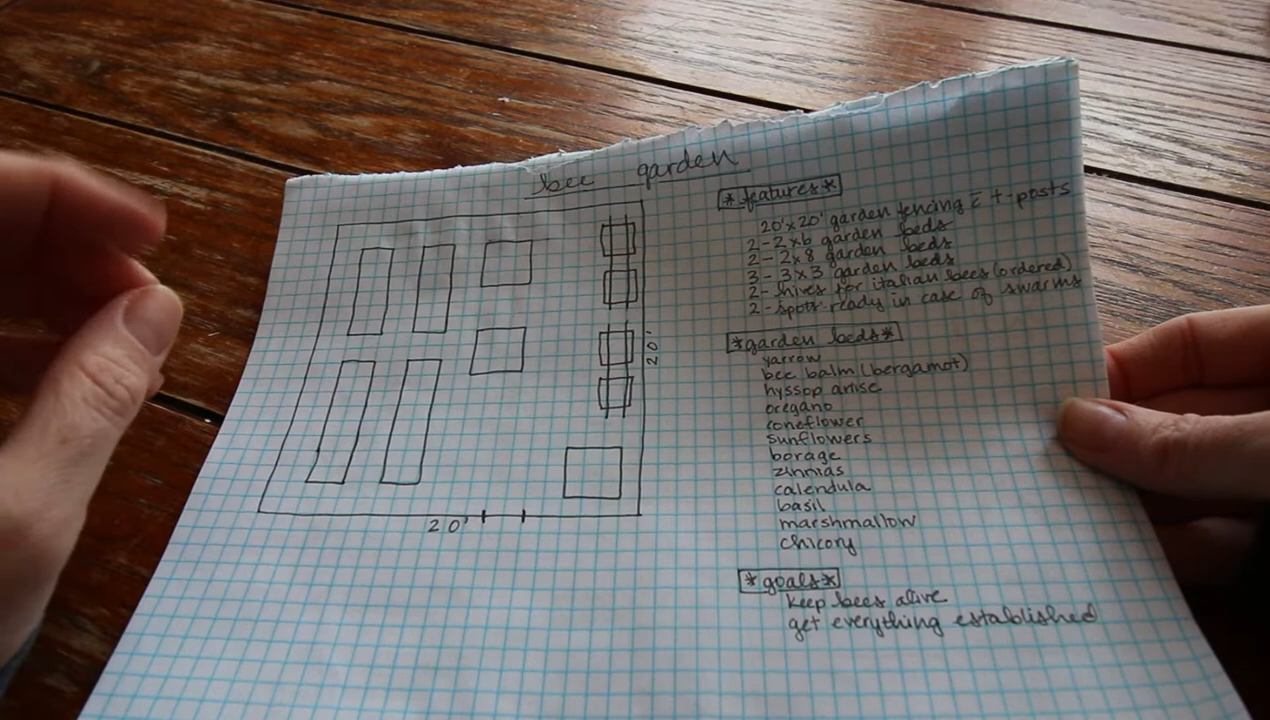 bee garden
*features*
20'x20' garden fencing c̄ t-posts
2-2x6 garden beds
2-2x8 garden beds
3-3x3 garden beds
2-hives for italian bees (ordered)
2-spots ready in case of swarms
20'
*garden beds*
yarrow
bee balm (bergamot)
hyssop anise
oregano
coneflower
sunflowers
borage
zinnias
calendula
basil
marshmallow
chicory
20'
*goals*
keep bees alive
get everything established